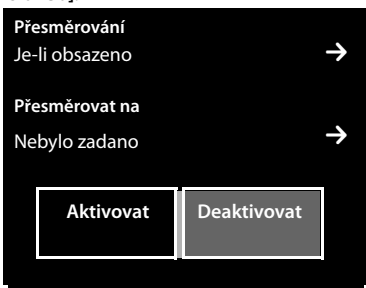 Přesměrování
Je-li obsazeno
Přesměrovat na
Nebylo zadano
Aktivovat
Deaktivovat